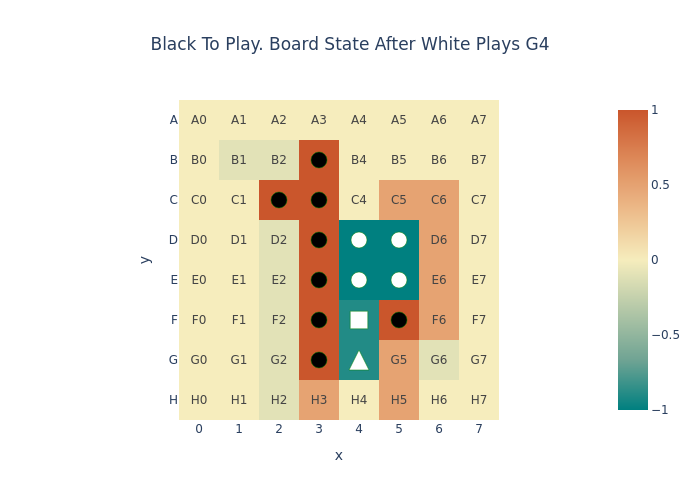 Black To Play. Board State After White Plays G4
A A0 A1 A2 A3 A4 A5 A6 A7
B B0 B1 B2 B4 B5 B6 B7
C C0 C1 C4 C5 C6 C7
D D0 D1 D2 D6 D7
E E0 E1 E2 E6 E7
F F0 F1 F2 F6 F7
G G0 G1 G2 G5 G6 G7
H H0 H1 H2 H3 H4 H5 H6 H7
0 1 2 3 4 5 6 7
x
y
1
0.5
0
−0.5
−1